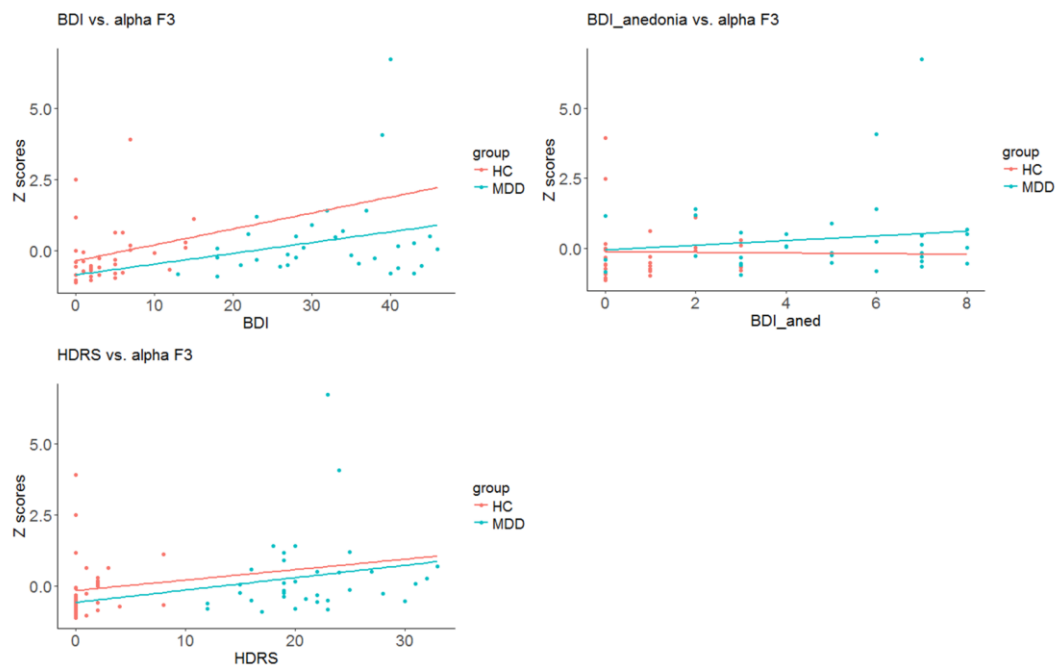 BDI vs. alpha F3
Z scores
5.0
2.5
0.0
0 10 20 30 40
BDI
group
HC
MDD
BDI_anedonia vs. alpha F3
Z scores
5.0
2.5
0.0
0 2 4 6 8
BDI_aned
group
HC
MDD
HDRS vs. alpha F3
Z scores
5.0
2.5
0.0
0 10 20 30
HDRS
group
HC
MDD